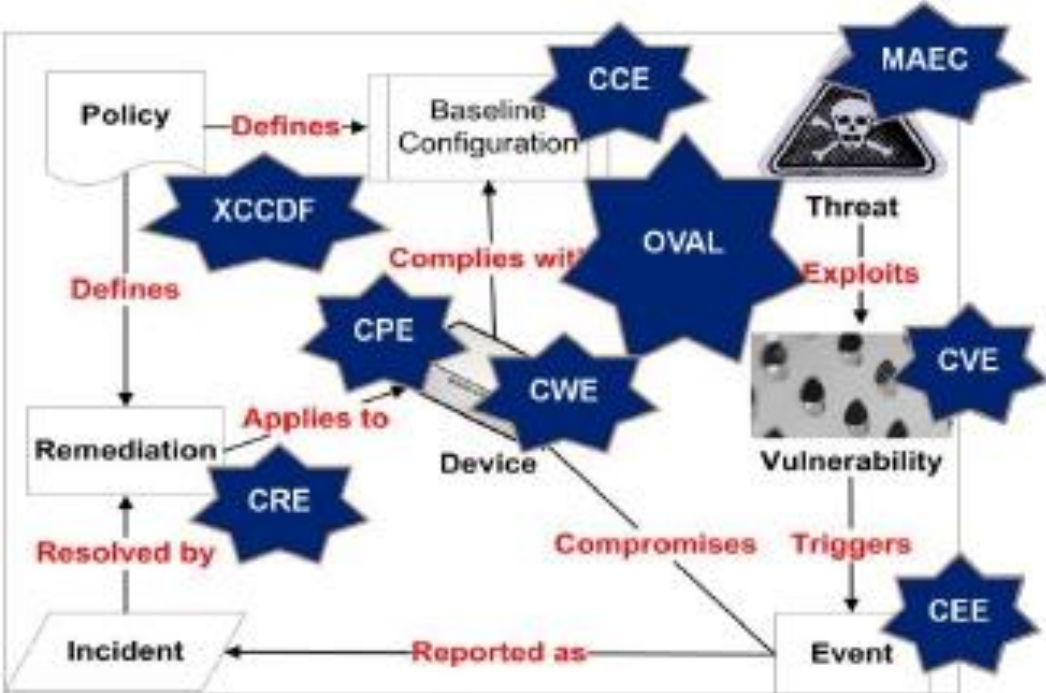 MAEC
CCE
Policy
Defines
Baseline
Configuration
XCCDF
OVAL
Threat
Complies with
Exploits
Defines
CPE
CVE
CWE
Applies to
Remediation
Device
Vulnerability
CRE
Compromises
Triggers
Resolved by
CEE
Incident
Reported as
Event